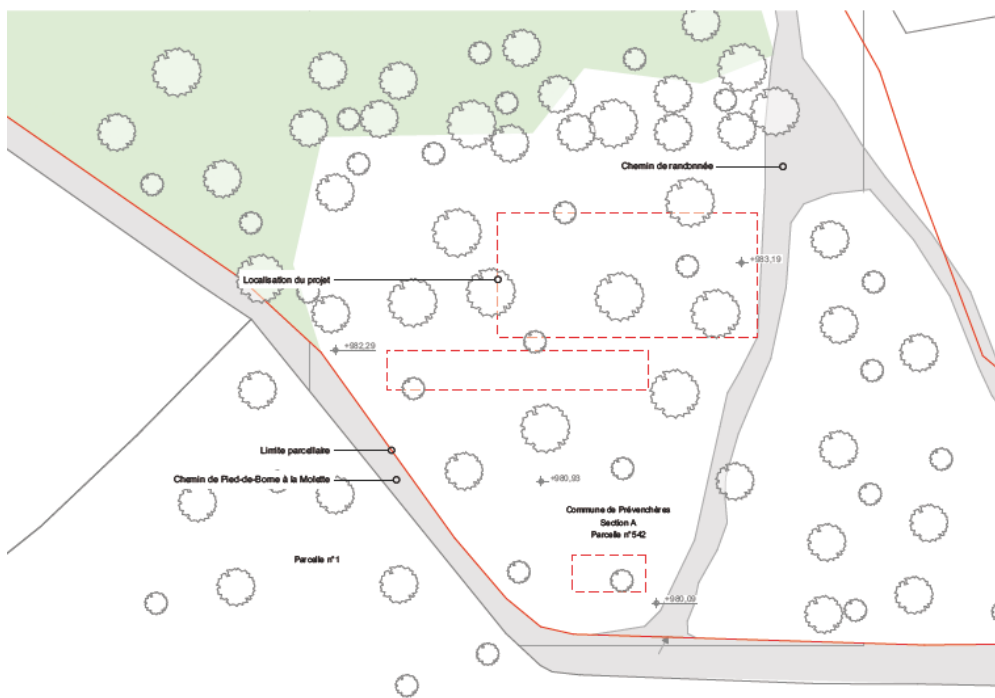 Chemin de randonnée
+983,19
Localisation du projet
+982,29
Limite parcellaire
Chemin de Pied-de-Borne à la Molette
+980,93
Commune de Prévenchères
Section A
Parcelle n°542
Parcelle n°1
+980,09